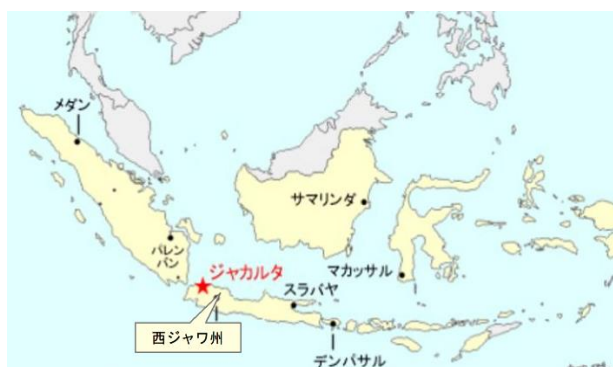 メダン
サマリンダ
パレン
バン
ジャカルタ
マカッサル
スラバヤ
西ジャワ州
デンパサル